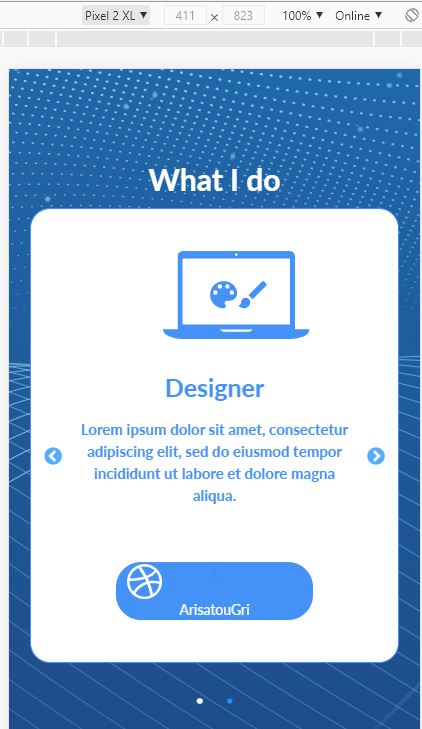 Pixel 2 XL ▼ 411 × 823 100% ▼ Online ▼
What I do
Designer
Lorem ipsum dolor sit amet, consectetur
adipiscing elit, sed do eiusmod tempor
incididunt ut labore et dolore magna
aliqua.
\
ArisatouGri